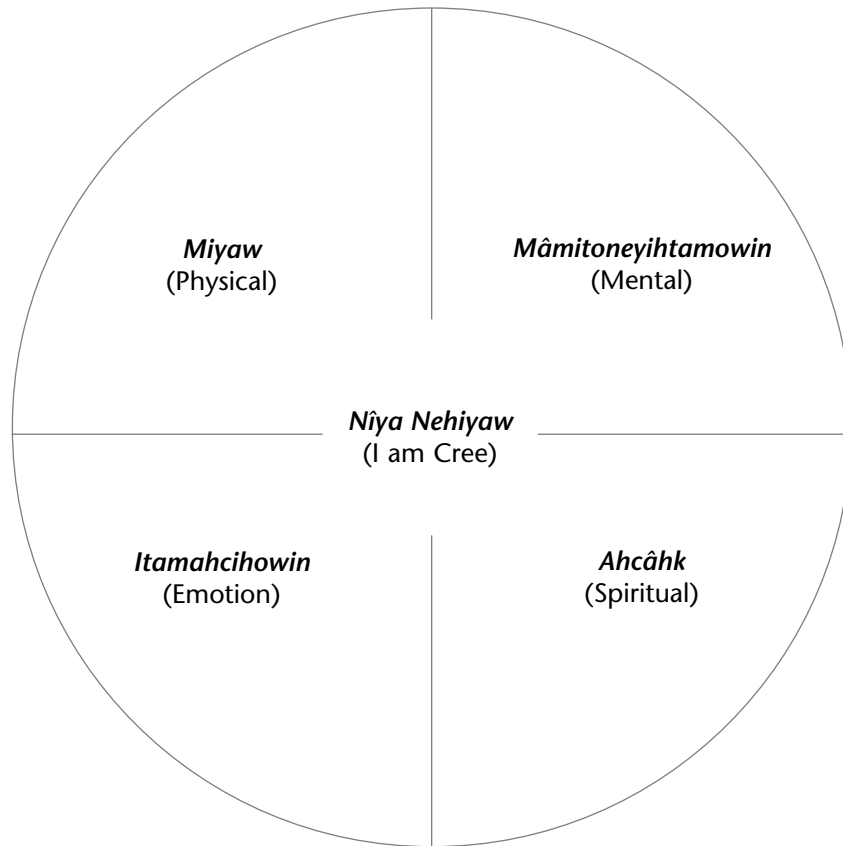 Miyaw
(Physical)
Mâmitoneyihtamowin
(Mental)
Nîya Nehiyaw
(I am Cree)
Itamahcihowin
(Emotion)
Ahcâhk
(Spiritual)